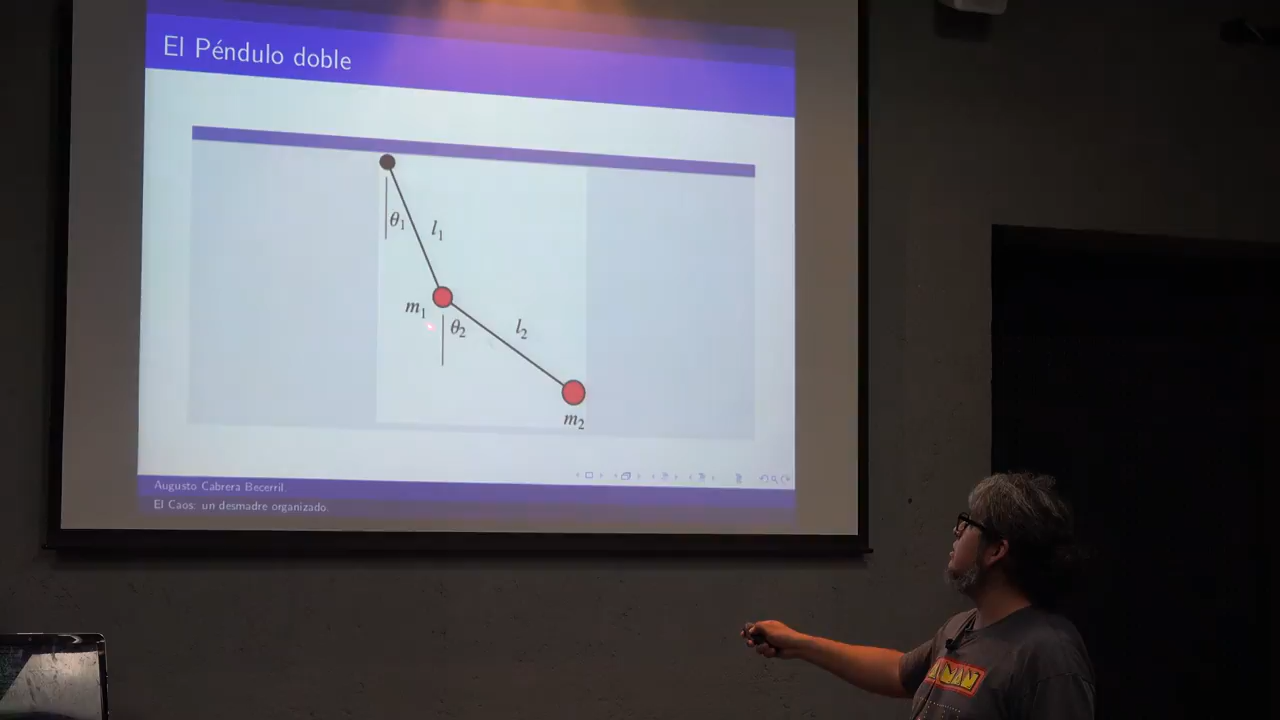 El Péndulo doble
θ1
l1
m1
θ2
l2
m2
Augusto Cabrera Becerril.
El Caos: un desmadre organizado.